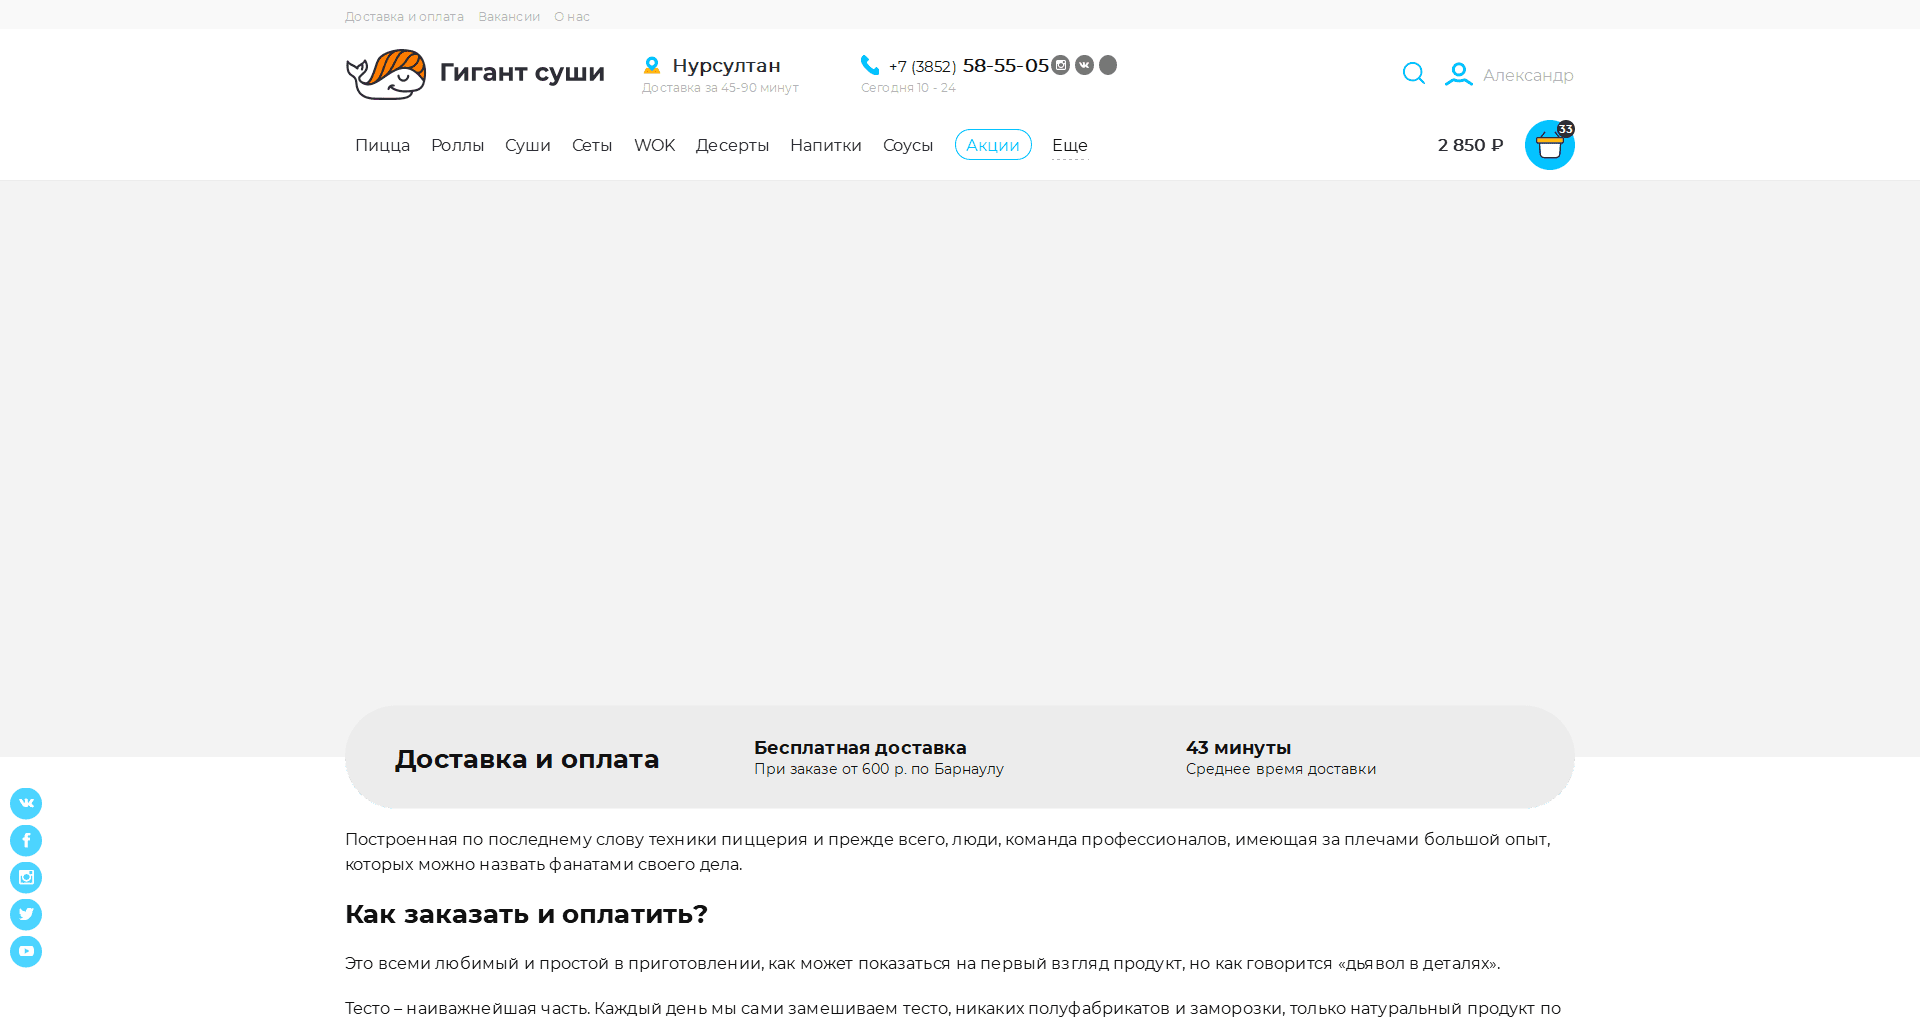 Доставка и оплата Вакансии О нас
Гигант суши
Нурсултан
Доставка за 45-90 минут
+7 (3852) 58-55-05
Сегодня 10 - 24
Александр
Пицца Роллы Суши Сеты WOK Десерты Напитки Соусы Акции Еще
2 850 ₽
33
Доставка и оплата
Бесплатная доставка
При заказе от 600 р. по Барнаулу
43 минуты
Среднее время доставки
Построенная по последнему слову техники пиццерия и прежде всего, люди, команда профессионалов, имеющая за плечами большой опыт,
которых можно назвать фанатами своего дела.
Как заказать и оплатить?
Это всеми любимый и простой в приготовлении, как может показаться на первый взгляд продукт, но как говорится «дьявол в деталях».
Тесто – наиважнейшая часть. Каждый день мы сами замешиваем тесто, никаких полуфабрикатов и заморозки, только натуральный продукт по